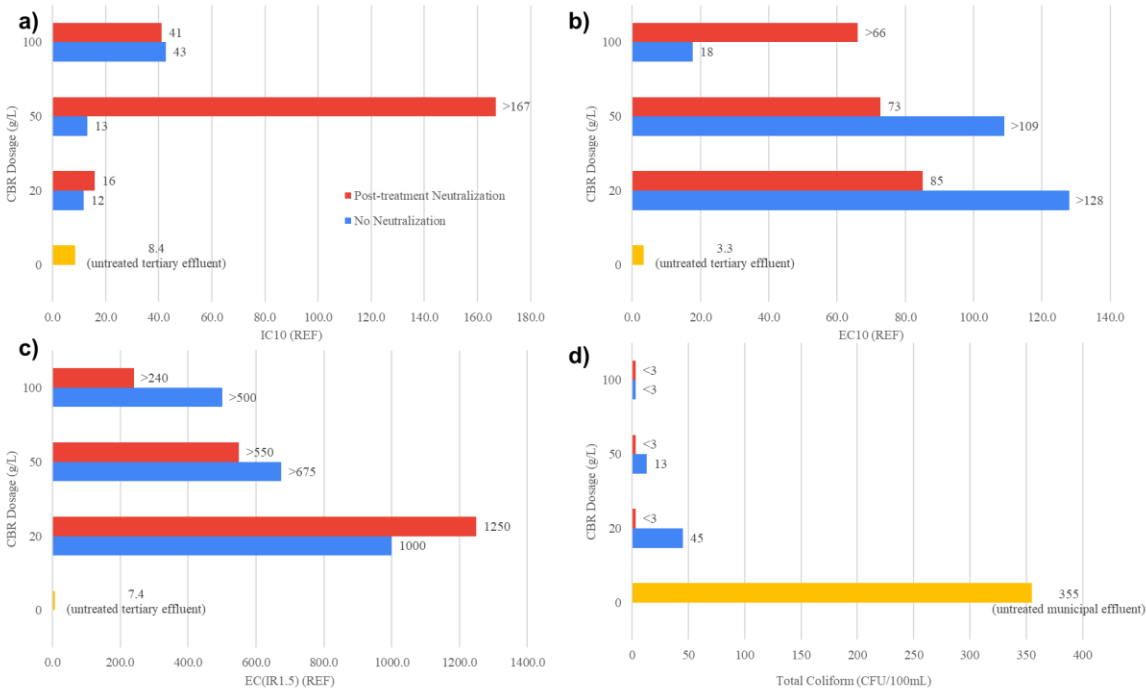 a)
CBR Dosage (g/L)
100
41
43
50
>167
13
20
16
12
Post-treatment Neutralization
No Neutralization
0
8.4
(untreated tertiary effluent)
0.0 20.0 40.0 60.0 80.0 100.0 120.0 140.0 160.0 180.0
IC10 (REF)
b)
CBR Dosage (g/L)
100
>66
18
50
73
>109
20
85
>128
0
3.3
(untreated tertiary effluent)
0.0 20.0 40.0 60.0 80.0 100.0 120.0 140.0
EC10 (REF)
c)
CBR Dosage (g/L)
100
>240
>500
50
>550
>675
20
1250
1000
0
7.4
(untreated tertiary effluent)
0.0 200.0 400.0 600.0 800.0 1000.0 1200.0 1400.0
EC(IR1.5) (REF)
d)
CBR Dosage (g/L)
100
<3
<3
50
<3
13
20
<3
45
0
355
(untreated municipal effluent)
0 50 100 150 200 250 300 350 400
Total Coliform (CFU/100mL)